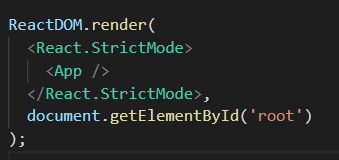 ReactDOM.render(
  <React.StrictMode>
    <App />
  </React.StrictMode>,
  document.getElementById('root')
);